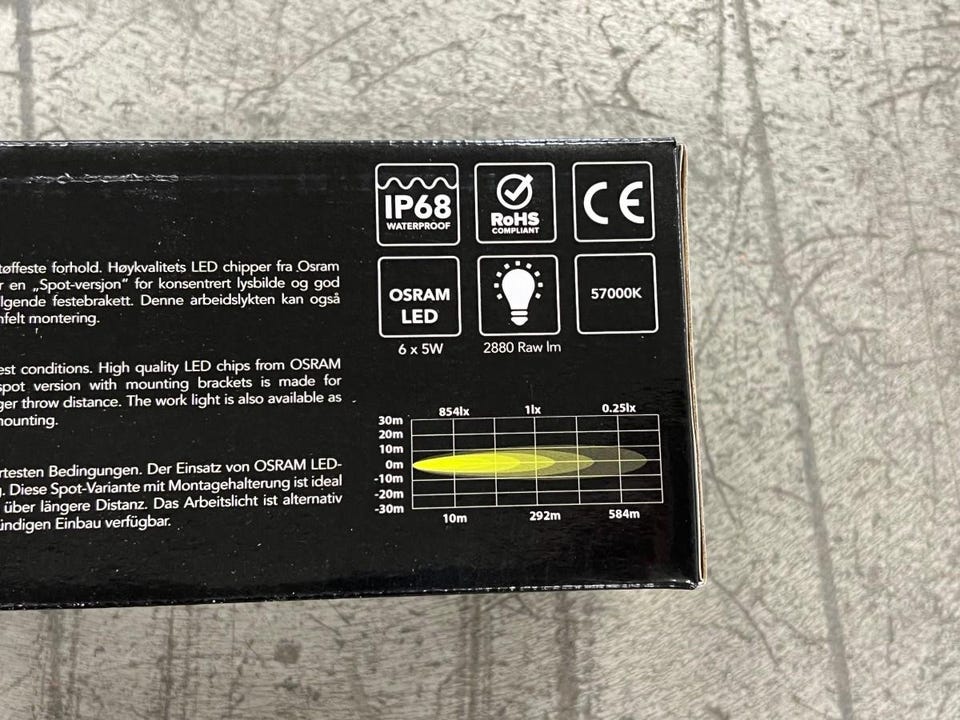 IP68
WATERPROOF
RoHS
COMPLIANT
CE
OSRAM
LED
57000K
6 x 5W
2880 Raw lm
tøffeste forhold. Høykvalitets LED chipper fra Osram
r en „Spot-versjon" for konsentrert lysbilde og god
lgende festebrakett. Denne arbeidslykten kan også
nfelt montering.
est conditions. High quality LED chips from OSRAM
spot version with mounting brackets is made for
ger throw distance. The work light is also available as
mounting.
rtesten Bedingungen. Der Einsatz von OSRAM LED-
. Diese Spot-Variante mit Montagehalterung ist ideal
über längere Distanz. Das Arbeitslicht ist alternativ
ündigen Einbau verfügbar.
854lx 1lx 0.25lx
30m
20m
10m
0m
-10m
-20m
-30m
10m 292m 584m